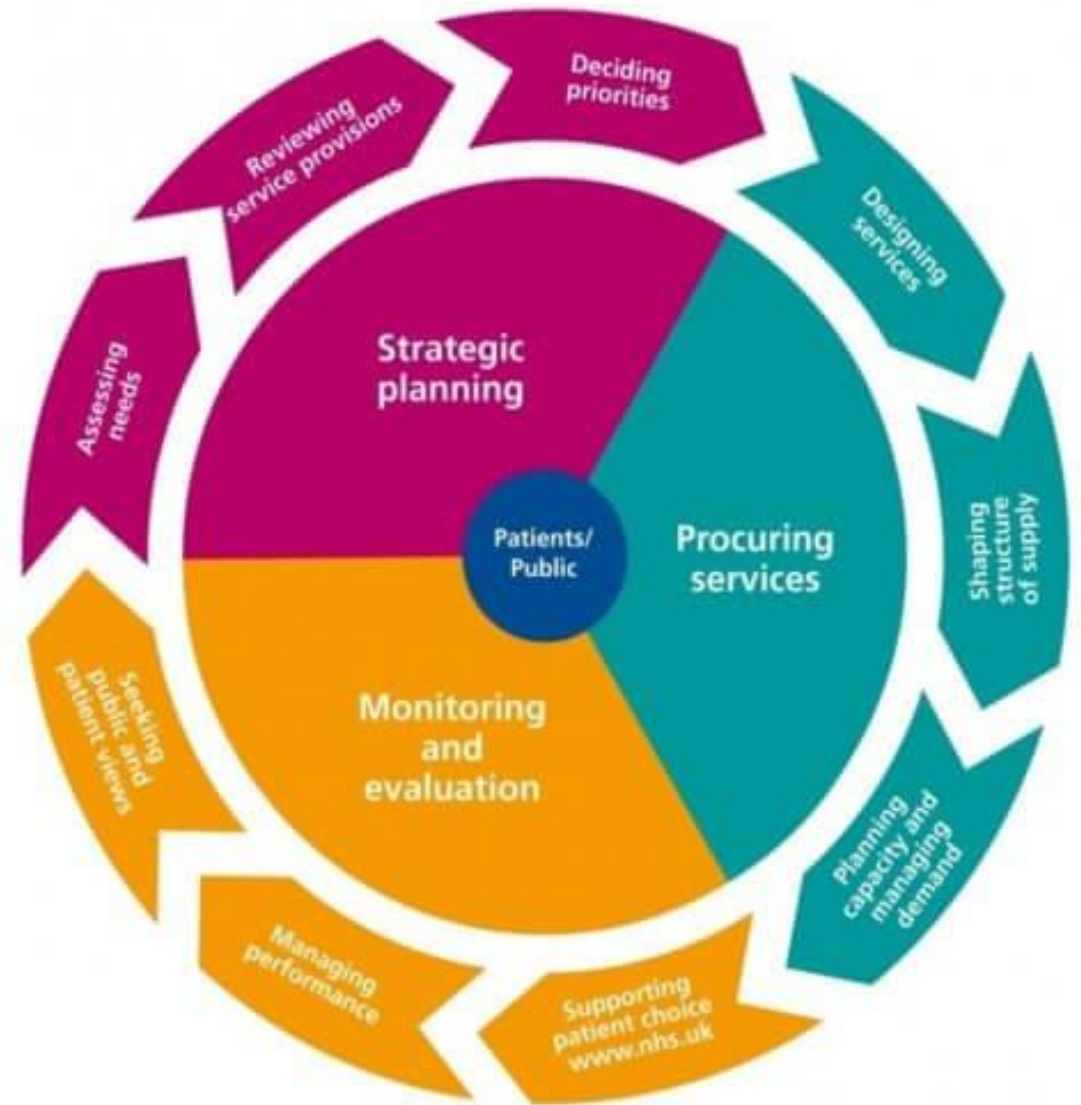 Deciding
priorities
Designing
services
Shaping
structure
of supply
Planning
capacity and
managing
demand
Supporting
patient choice
www.nhs.uk
Managing
performance
Seeking
public and
patient views
Assessing
needs
Reviewing
service provisions
Strategic
planning
Procuring
services
Monitoring
and
evaluation
Patients/
Public